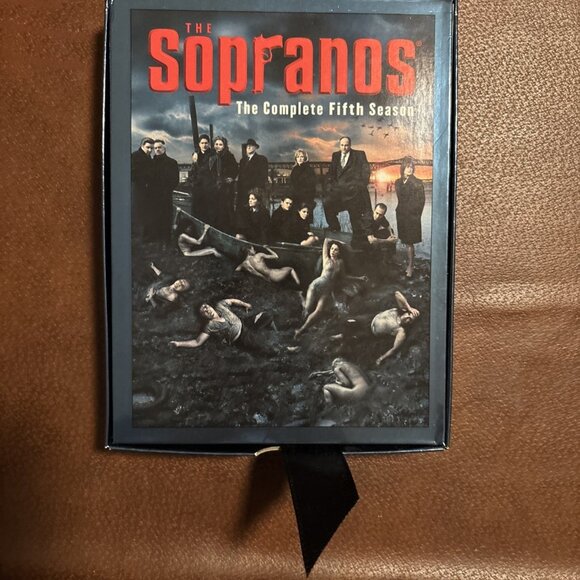 THE
Sopranos
The Complete Fifth Season